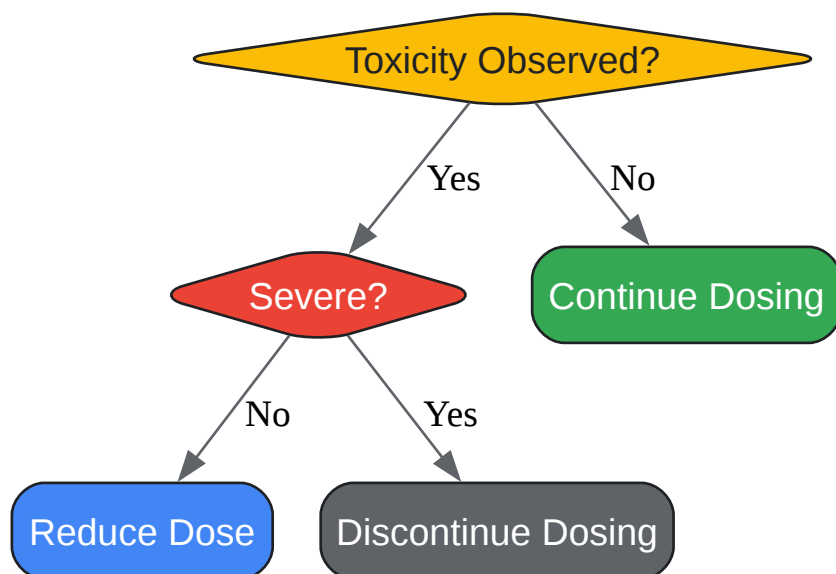 Toxicity Observed?
Yes
No
Severe?
Continue Dosing
No
Yes
Reduce Dose
Discontinue Dosing